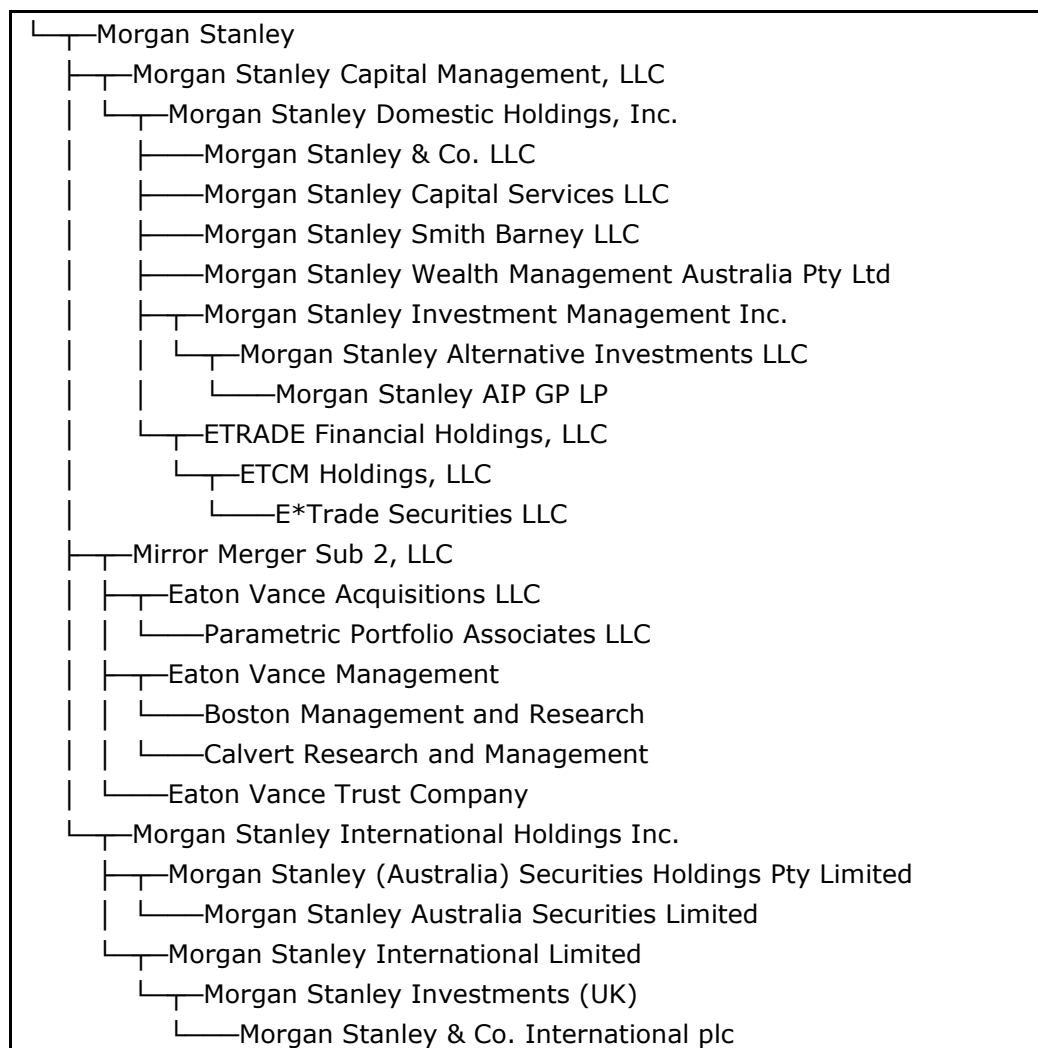 Morgan Stanley
Morgan Stanley Capital Management, LLC
Morgan Stanley Domestic Holdings, Inc.
Morgan Stanley & Co. LLC
Morgan Stanley Capital Services LLC
Morgan Stanley Smith Barney LLC
Morgan Stanley Wealth Management Australia Pty Ltd
Morgan Stanley Investment Management Inc.
Morgan Stanley Alternative Investments LLC
Morgan Stanley AIP GP LP
ETRADE Financial Holdings, LLC
ETCM Holdings, LLC
E*Trade Securities LLC
Mirror Merger Sub 2, LLC
Eaton Vance Acquisitions LLC
Parametric Portfolio Associates LLC
Eaton Vance Management
Boston Management and Research
Calvert Research and Management
Eaton Vance Trust Company
Morgan Stanley International Holdings Inc.
Morgan Stanley (Australia) Securities Holdings Pty Limited
Morgan Stanley Australia Securities Limited
Morgan Stanley International Limited
Morgan Stanley Investments (UK)
Morgan Stanley & Co. International plc